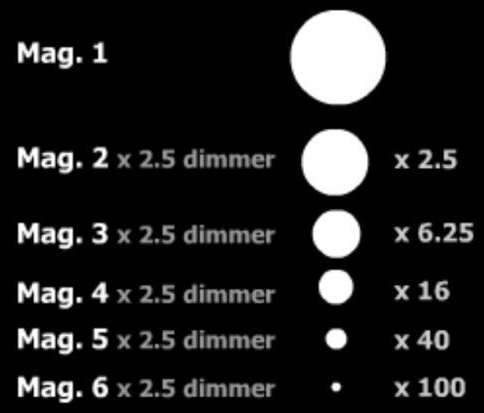 Mag. 1
Mag. 2 x 2.5 dimmer x 2.5
Mag. 3 x 2.5 dimmer x 6.25
Mag. 4 x 2.5 dimmer x 16
Mag. 5 x 2.5 dimmer x 40
Mag. 6 x 2.5 dimmer x 100